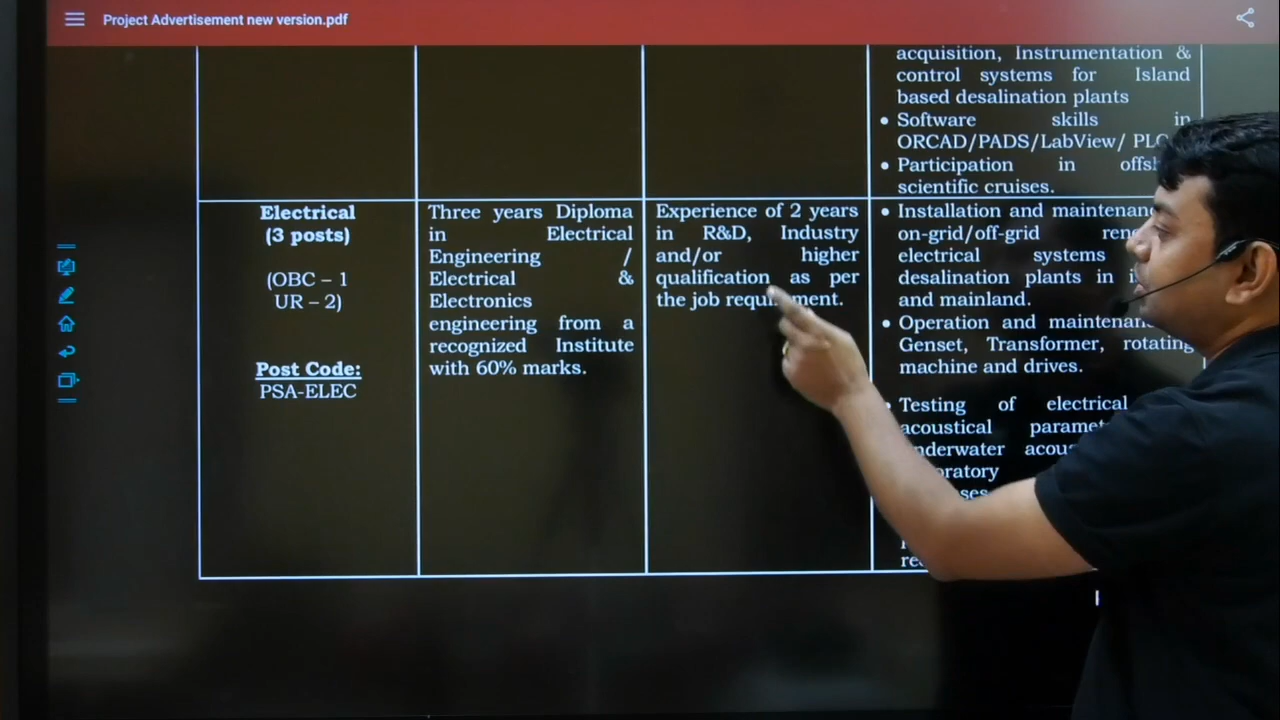 Project Advertisement new version.pdf
acquisition, Instrumentation &
control systems for Island
based desalination plants
• Software skills in
ORCAD/PADS/LabView/
• Participation in
scientific cruises.
Electrical
(3 posts)
(OBC – 1
UR – 2)
Post Code:
PSA-ELEC
Three years Diploma
in Electrical
Engineering /
Electrical &
Electronics
engineering from a
recognized Institute
with 60% marks.
Experience of 2 years
in R&D, Industry
and/or higher
qualification as per
the job
• Installation and
on-grid/off-grid
electrical systems
desalination plants in
and mainland.
• Operation and
Genset, Transformer, rotating
machine and drives.
• Testing of electrical
acoustical